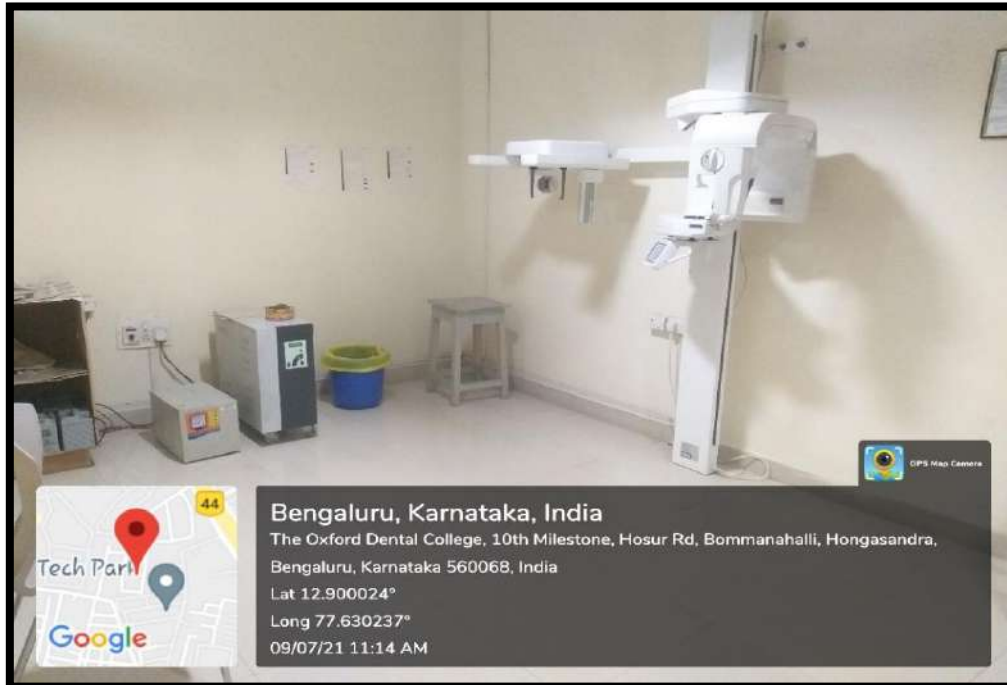 GPS Map Camera
44
Tech Park
Google
Bengaluru, Karnataka, India
The Oxford Dental College, 10th Milestone, Hosur Rd, Bommanahalli, Hongasandra,
Bengaluru, Karnataka 560068, India
Lat 12.900024°
Long 77.630237°
09/07/21 11:14 AM